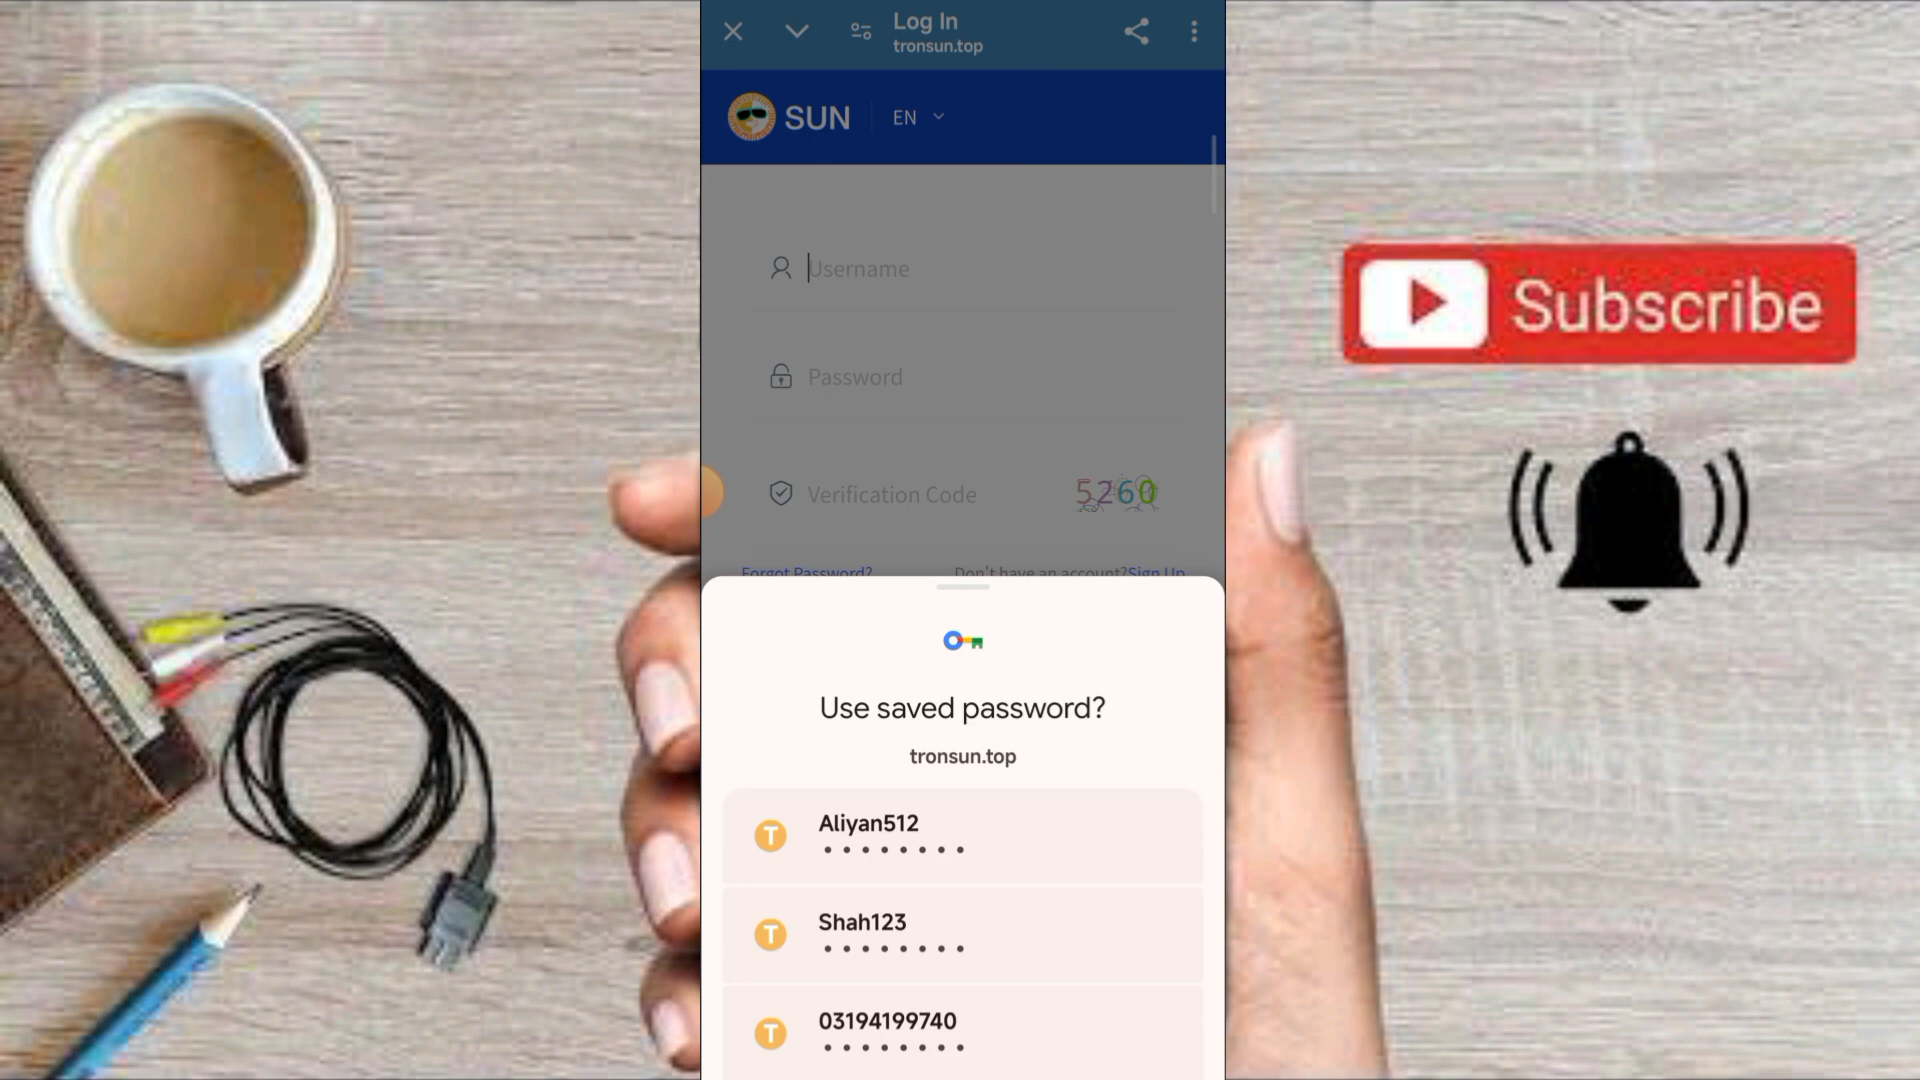 Log In
tronsun.top
SUN
EN
Username
Password
Verification Code
5260
Forgot Password?
Don't have an account?Sign Up
Use saved password?
tronsun.top
Aliyan512
Shah123
03194199740
Subscribe